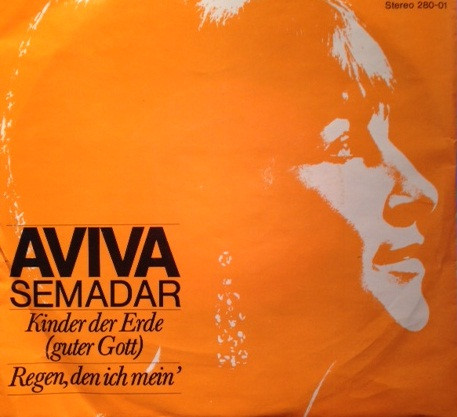 Stereo 280-01
AVIVA
SEMADAR
Kinder der Erde
(guter Gott)
Regen, den ich mein'